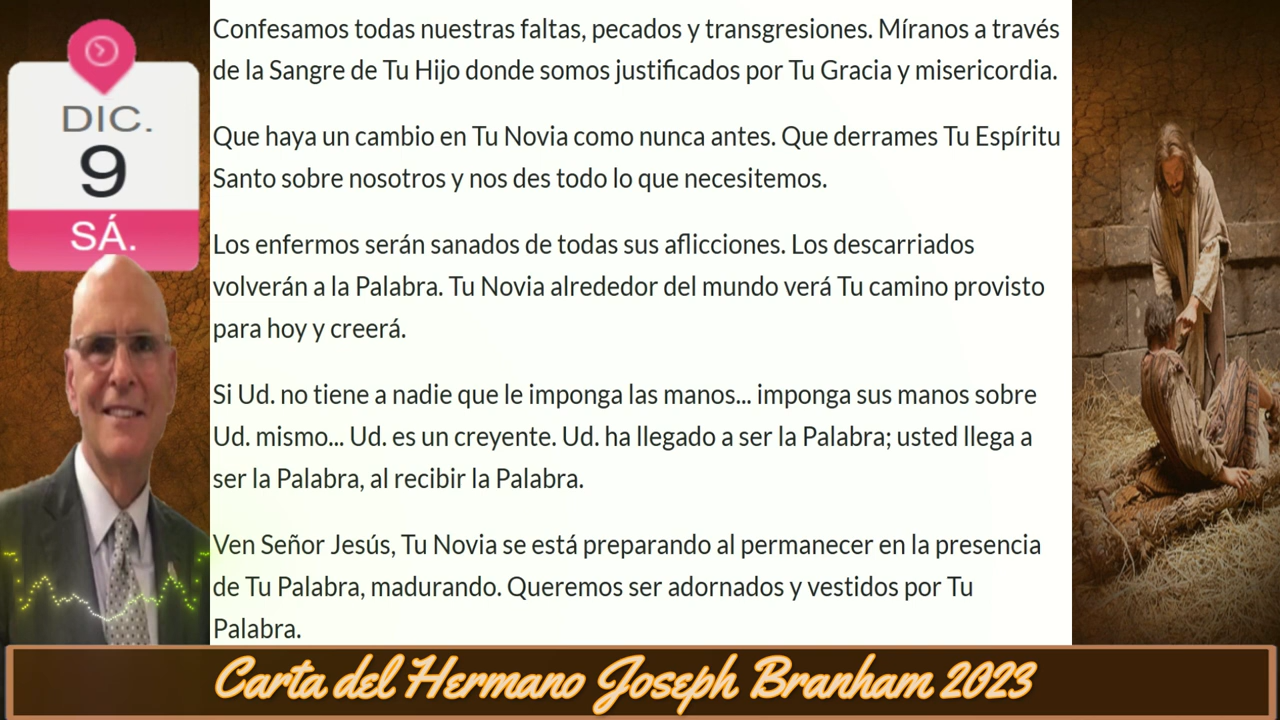 DIC.
9
SÁ.
Confesamos todas nuestras faltas, pecados y transgresiones. Míranos a través
de la Sangre de Tu Hijo donde somos justificados por Tu Gracia y misericordia.
Que haya un cambio en Tu Novia como nunca antes. Que derrames Tu Espíritu
Santo sobre nosotros y nos des todo lo que necesitemos.
Los enfermos serán sanados de todas sus aflicciones. Los descarriados
volverán a la Palabra. Tu Novia alrededor del mundo verá Tu camino provisto
para hoy y creerá.
Si Ud. no tiene a nadie que le imponga las manos... imponga sus manos sobre
Ud. mismo... Ud. es un creyente. Ud. ha llegado a ser la Palabra; usted llega a
ser la Palabra, al recibir la Palabra.
Ven Señor Jesús, Tu Novia se está preparando al permanecer en la presencia
de Tu Palabra, madurando. Queremos ser adornados y vestidos por Tu
Palabra.
Carta del Hermano Joseph Branham 2023